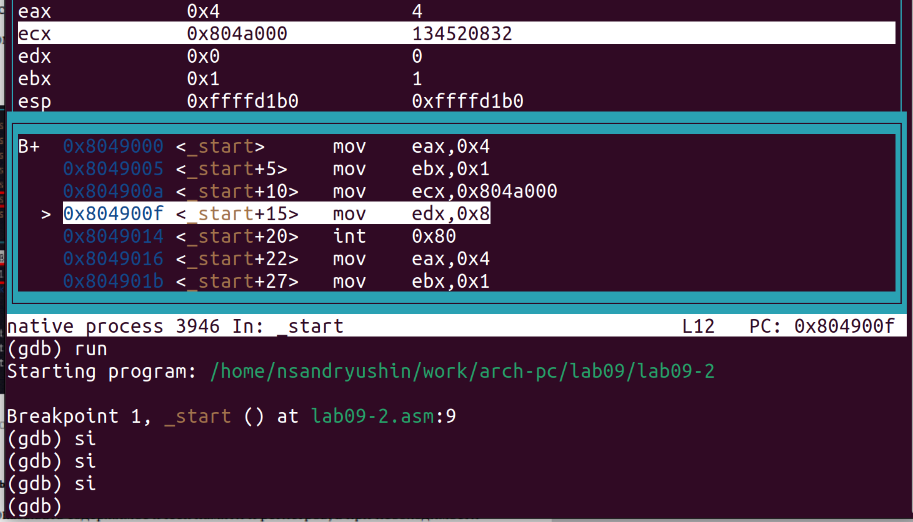 eax 0x4 4
ecx 0x804a000 134520832
edx 0x0 0
ebx 0x1 1
esp 0xffffd1b0 0xffffd1b0
B+ 0x8049000 <_start> mov eax,0x4
0x8049005 <_start+5> mov ebx,0x1
0x804900a <_start+10> mov ecx,0x804a000
> 0x804900f <_start+15> mov edx,0x8
0x8049014 <_start+20> int 0x80
0x8049016 <_start+22> mov eax,0x4
0x804901b <_start+27> mov ebx,0x1
native process 3946 In: _start L12 PC: 0x804900f
(gdb) run
Starting program: /home/nsandryushin/work/arch-pc/lab09/lab09-2
Breakpoint 1, _start () at lab09-2.asm:9
(gdb) si
(gdb) si
(gdb) si
(gdb)